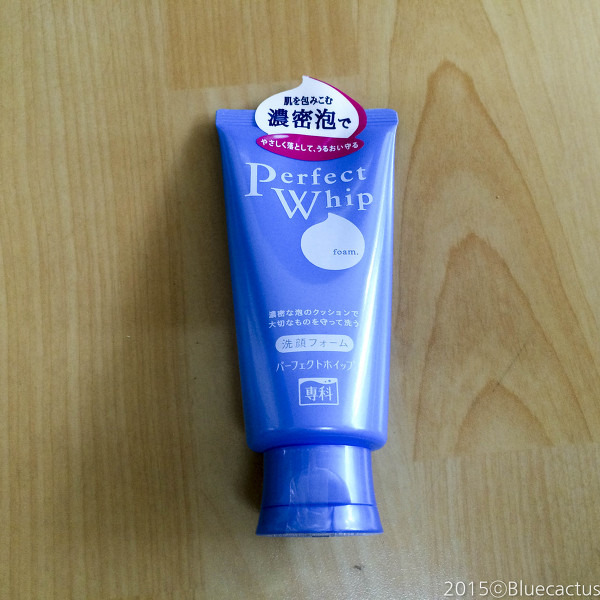 肌を包みこむ
濃密泡で
やさしく落として、うるおい守る
Perfect
Whip
foam.
濃密な泡のクッションで
大切なものを守って洗う
洗顔フォーム
パーフェクトホイップ
専科
2015©Bluecactus